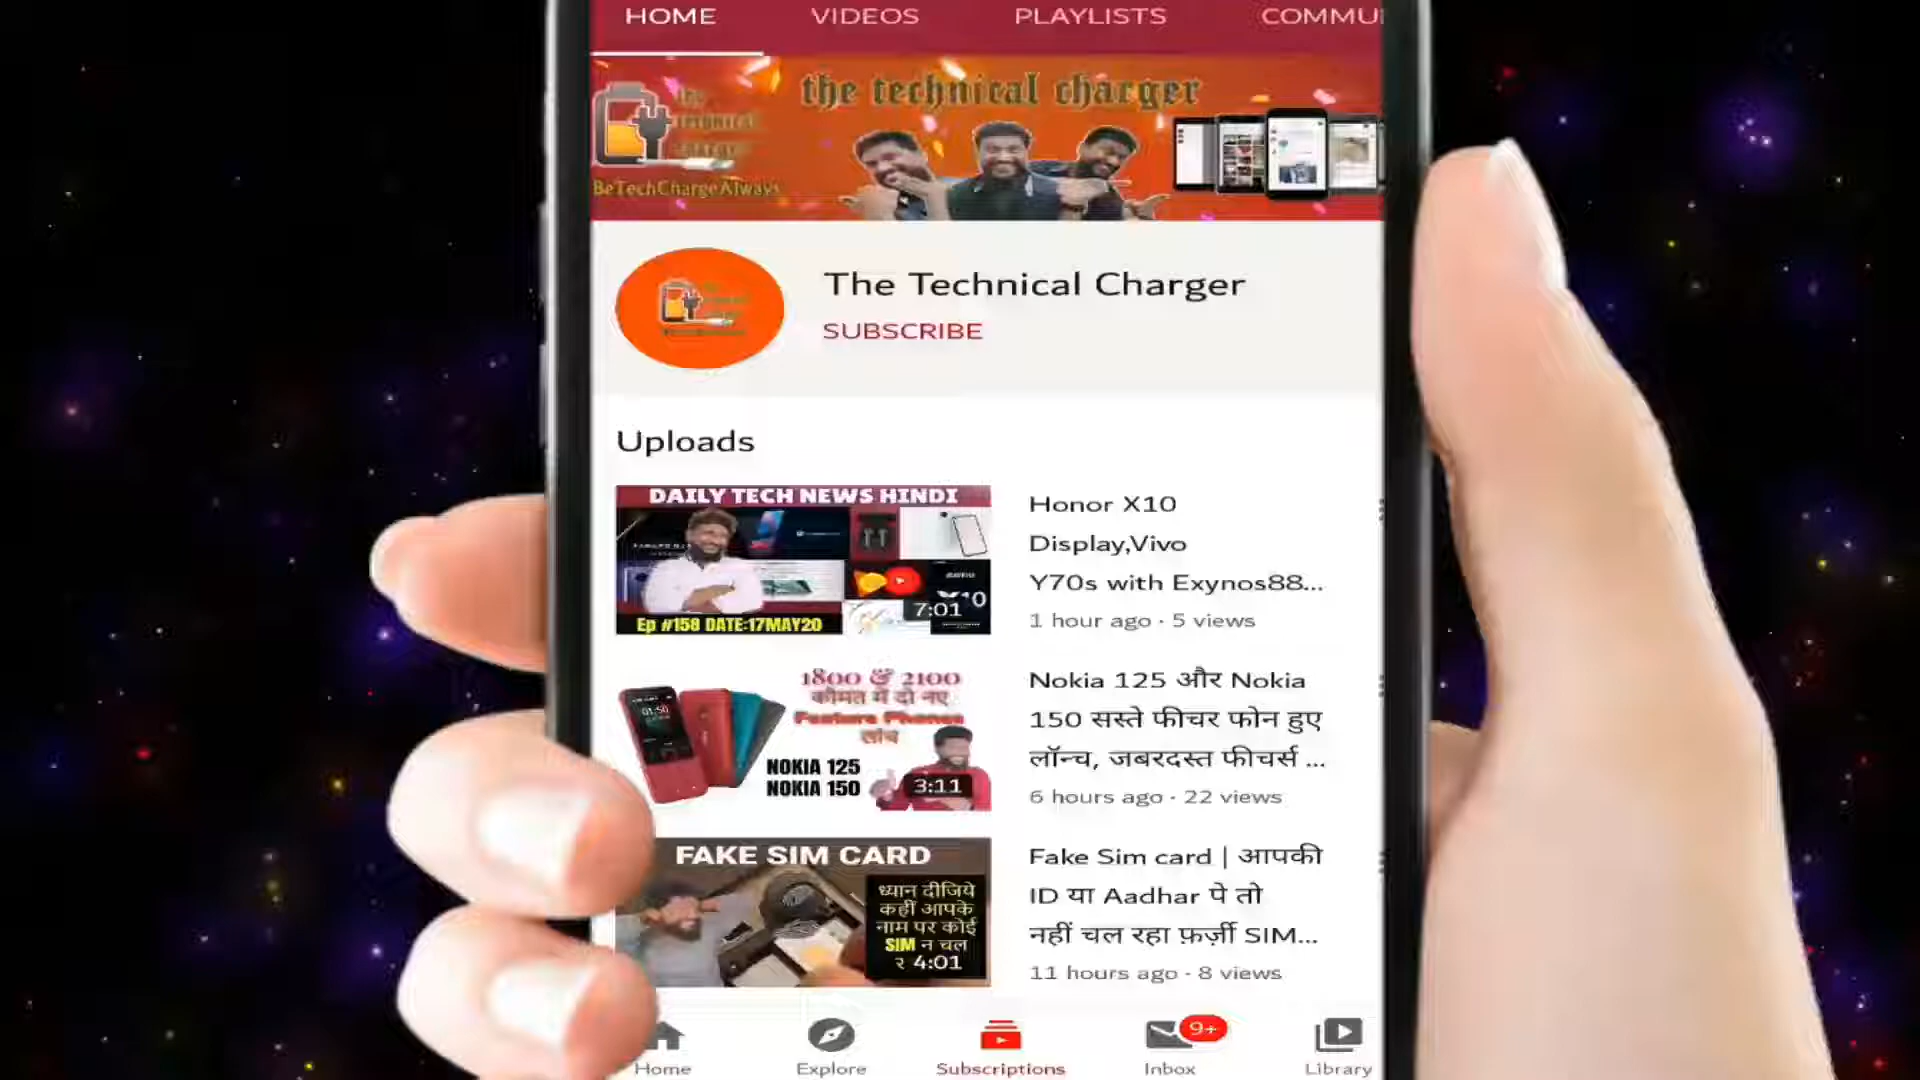 HOME VIDEOS PLAYLISTS COMMU
the technical charger
BeTechChargeAlways
The Technical Charger
SUBSCRIBE
Uploads
DAILY TECH NEWS HINDI
Ep #158 DATE:17MAY20
7:01
Honor X10
Display,Vivo
Y70s with Exynos88...
1 hour ago · 5 views
1800 & 2100
कीमत में दो नए
Feature Phones
लांच
NOKIA 125
NOKIA 150
3:11
Nokia 125 और Nokia
150 सस्ते फीचर फोन हुए
लॉन्च, जबरदस्त फीचर्स ...
6 hours ago · 22 views
FAKE SIM CARD
ध्यान दीजिये
कहीं आपके
नाम पर कोई
SIM न चल
र 4:01
Fake Sim card | आपकी
ID या Aadhar पे तो
नहीं चल रहा फ़र्ज़ी SIM...
11 hours ago · 8 views
9+
Home Explore Subscriptions Inbox Library